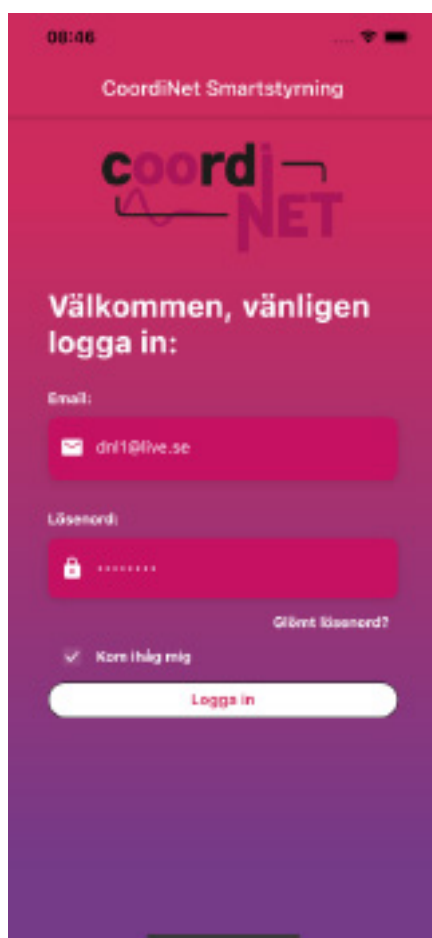 08:46
CoordiNet Smartstyrning
coordi
NET
Välkommen, vänligen
logga in:
Email:
dnl1@live.se
Lösenord:
Glömt lösenord?
Kom ihåg mig
Logga in